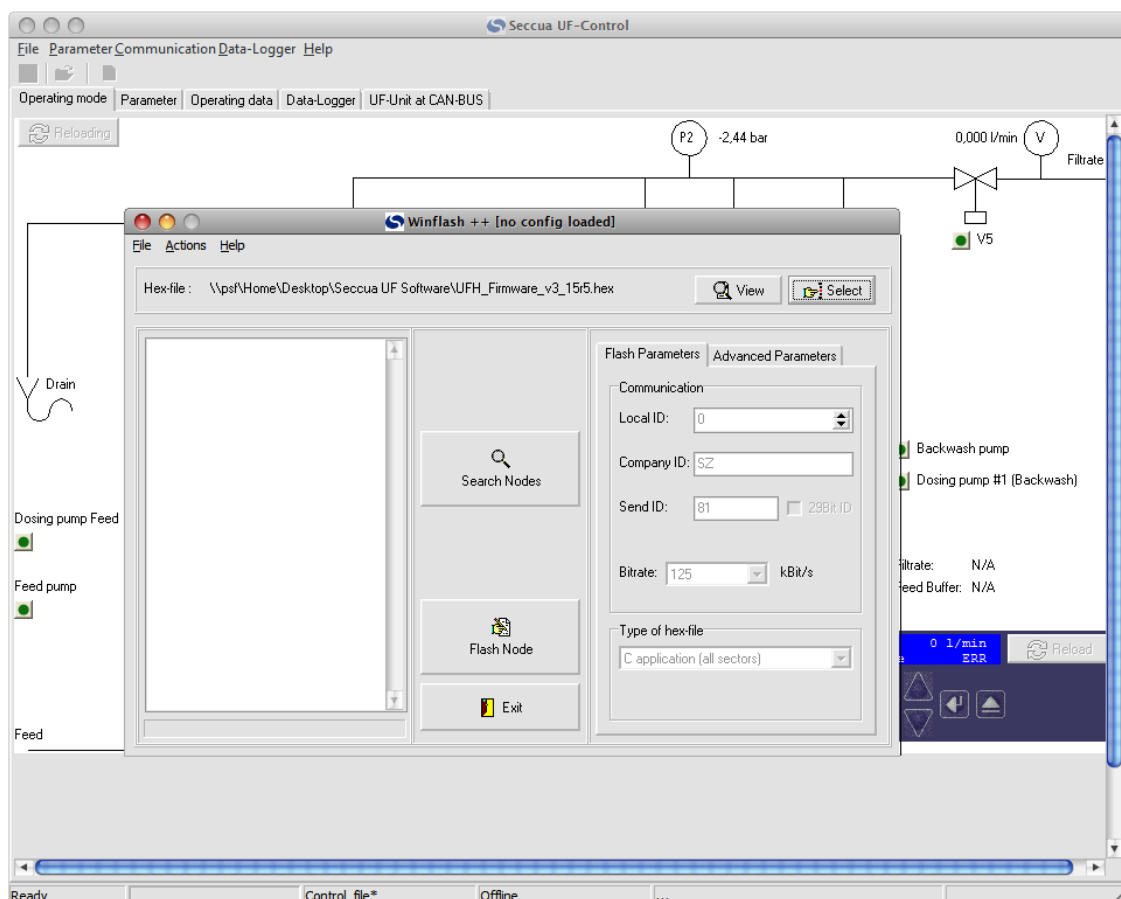 Seccua UF-Control
File Parameter Communication Data-Logger Help
Operating mode Parameter Operating data Data-Logger UF-Unit at CAN-BUS
Reloading
P2 -2,44 bar 0,000 l/min V
Filtrate
V5
Winflash ++ [no config loaded]
File Actions Help
Hex-file : \\psf\Home\Desktop\Seccua UF Software\UFH_Firmware_v3_15r5.hex View Select
Flash Parameters Advanced Parameters
Communication
Local ID: 0
Company ID: SZ
Send ID: 81 29Bit ID
Bitrate: 125 kBit/s
Type of hex-file
C application (all sectors)
Search Nodes
Flash Node
Exit
Drain
Dosing pump Feed
Feed pump
Feed
Backwash pump
Dosing pump #1 (Backwash)
iltrate: N/A
eed Buffer: N/A
0 l/min
ERR
Reload
Ready Control_file* Offline ...